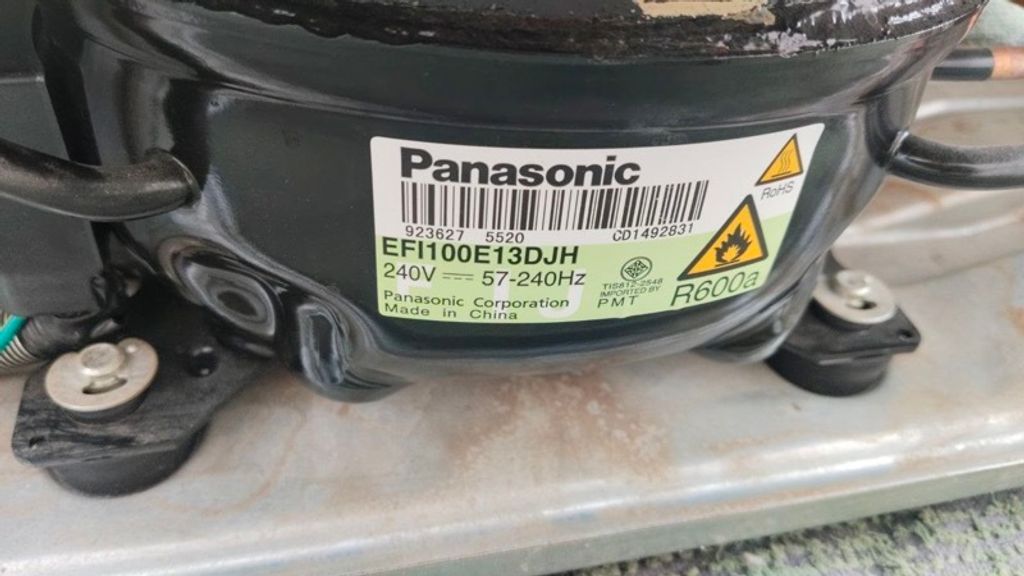 Panasonic
RoHS
923627 5520 CD1492831
EFI100E13DJH
240V ⎓ 57-240Hz
TIS812-2548
IMPORTED BY
PMT
R600a
Panasonic Corporation
Made in China